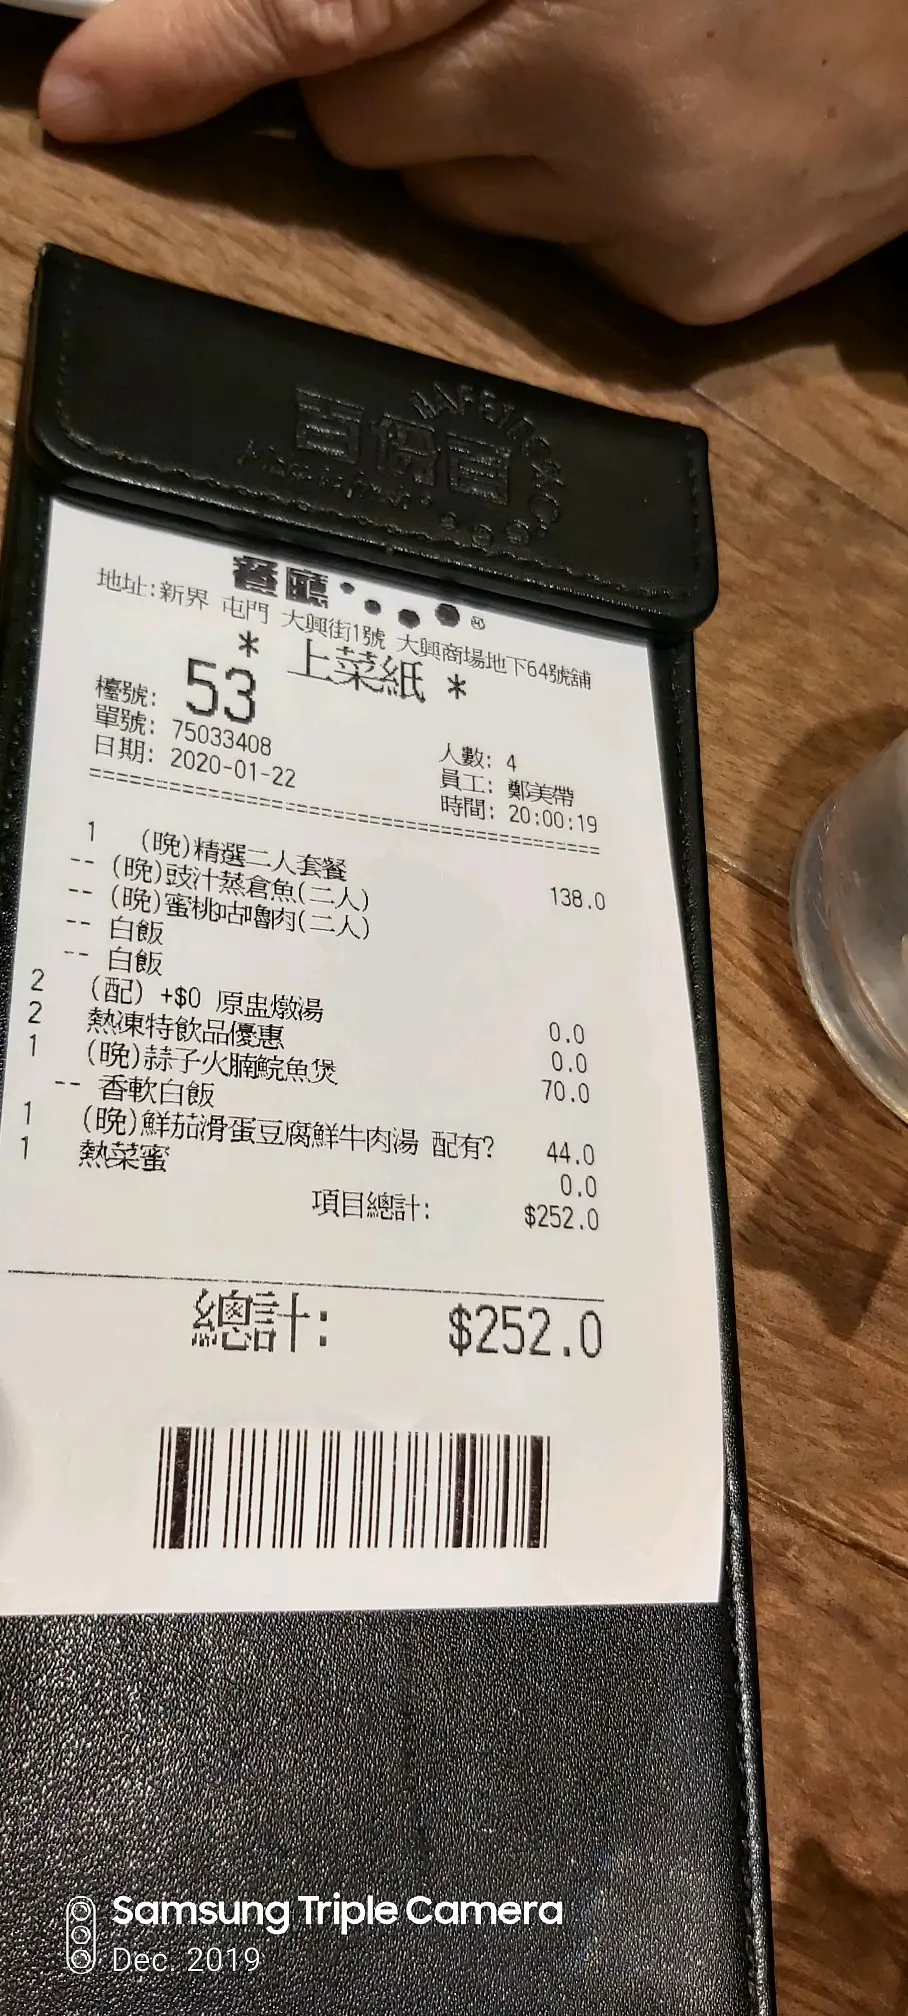 餐廳
地址:新界 屯門 大興街1號 大興商場地下64號舖
* 上菜紙 *
檯號: 53
單號: 75033408 人數: 4
日期: 2020-01-22 員工: 鄭美帶
時間: 20:00:19
1 (晚)精選二人套餐 138.0
-- (晚)豉汁蒸倉魚(二人)
-- (晚)蜜桃咕嚕肉(二人)
-- 白飯
-- 白飯
2 (配) +$0 原盅燉湯 0.0
2 熱凍特飲品優惠 0.0
1 (晚)蒜子火腩鯇魚煲 70.0
-- 香軟白飯
1 (晚)鮮茄滑蛋豆腐鮮牛肉湯 配有? 44.0
1 熱菜蜜 0.0
項目總計: $252.0
總計: $252.0
Samsung Triple Camera
Dec. 2019